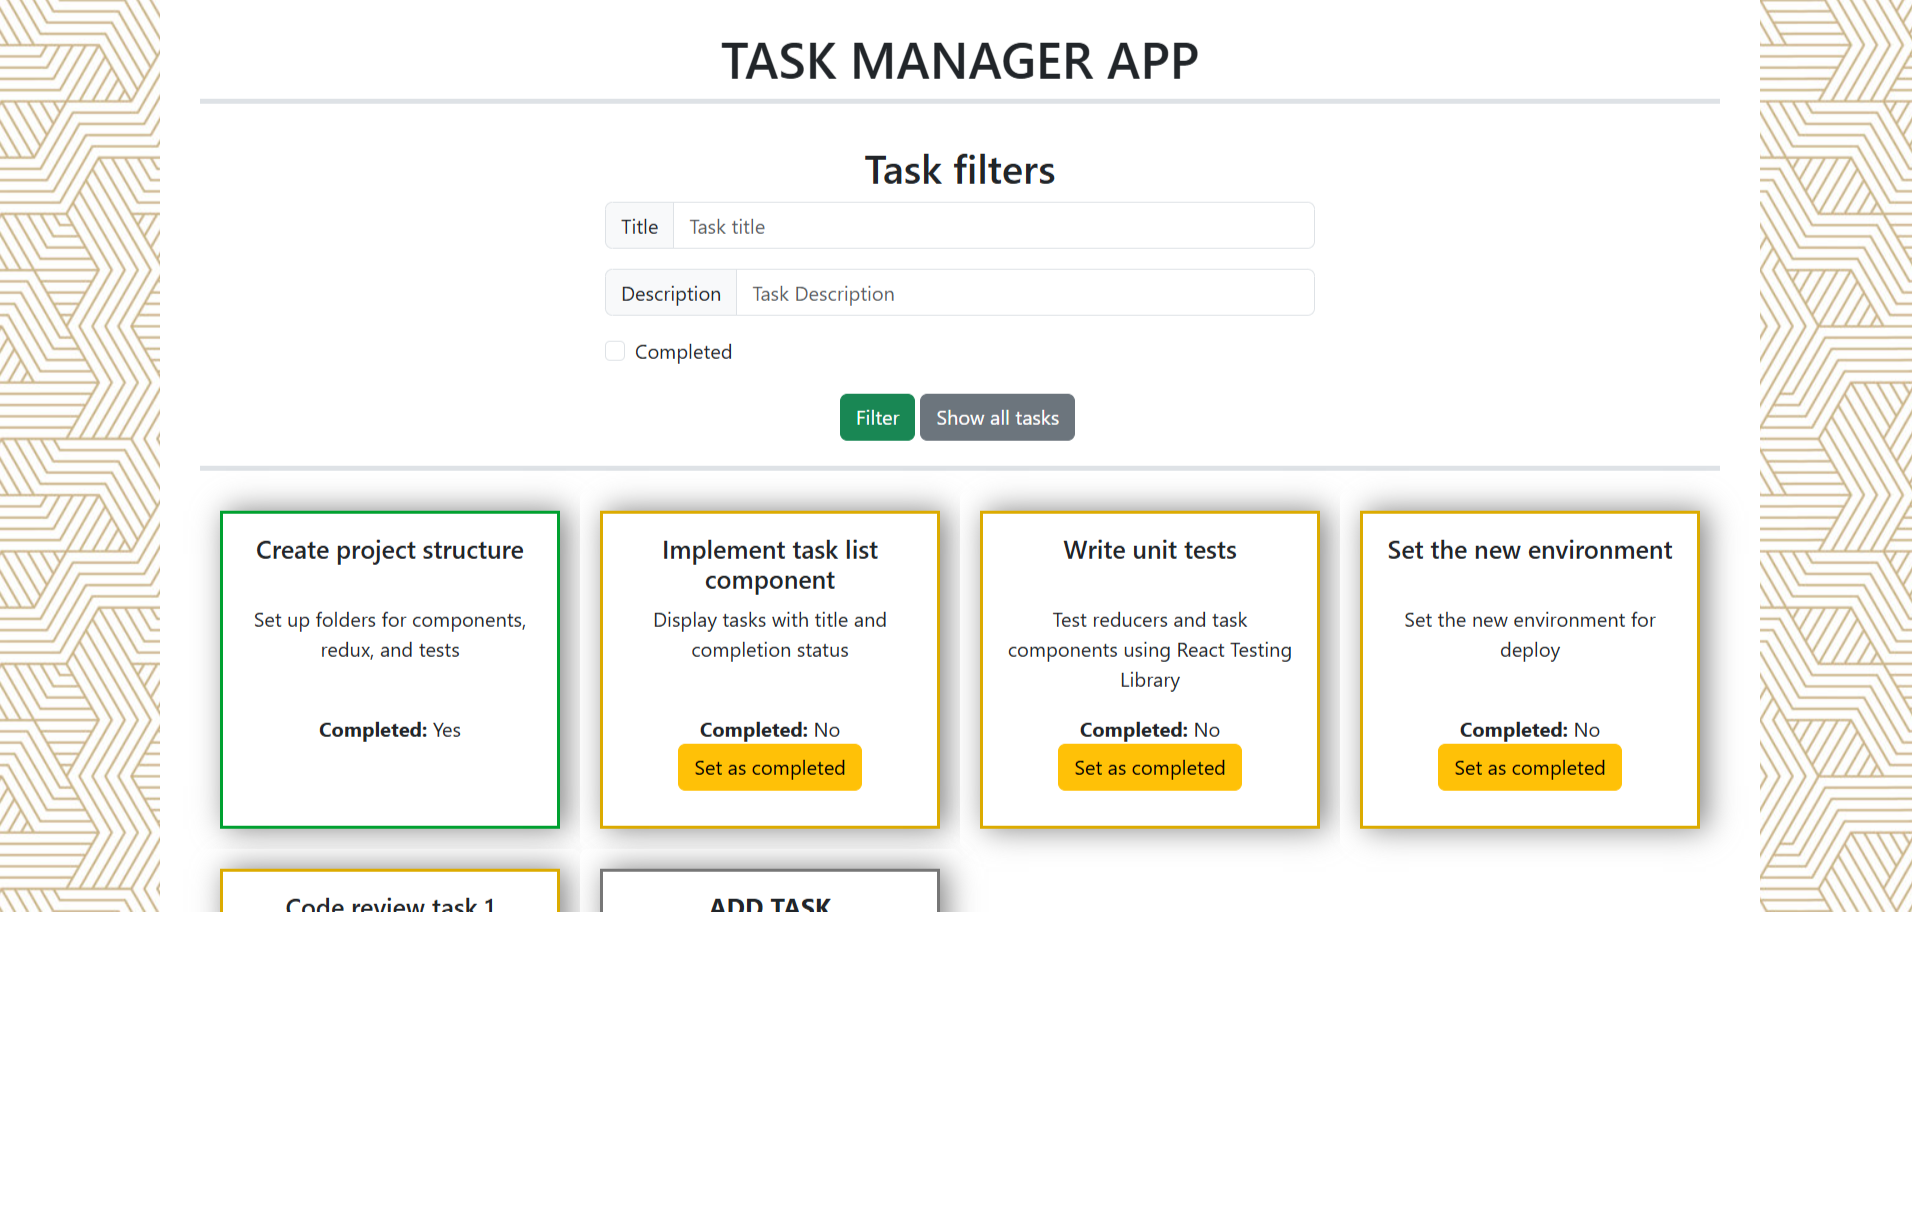 TASK MANAGER APP
Task filters
Title Task title
Description Task Description
Completed
Filter Show all tasks
Create project structure
Set up folders for components,
redux, and tests
Completed: Yes
Implement task list
component
Display tasks with title and
completion status
Completed: No
Set as completed
Write unit tests
Test reducers and task
components using React Testing
Library
Completed: No
Set as completed
Set the new environment
Set the new environment for
deploy
Completed: No
Set as completed
Code review task 1
ADD TASK